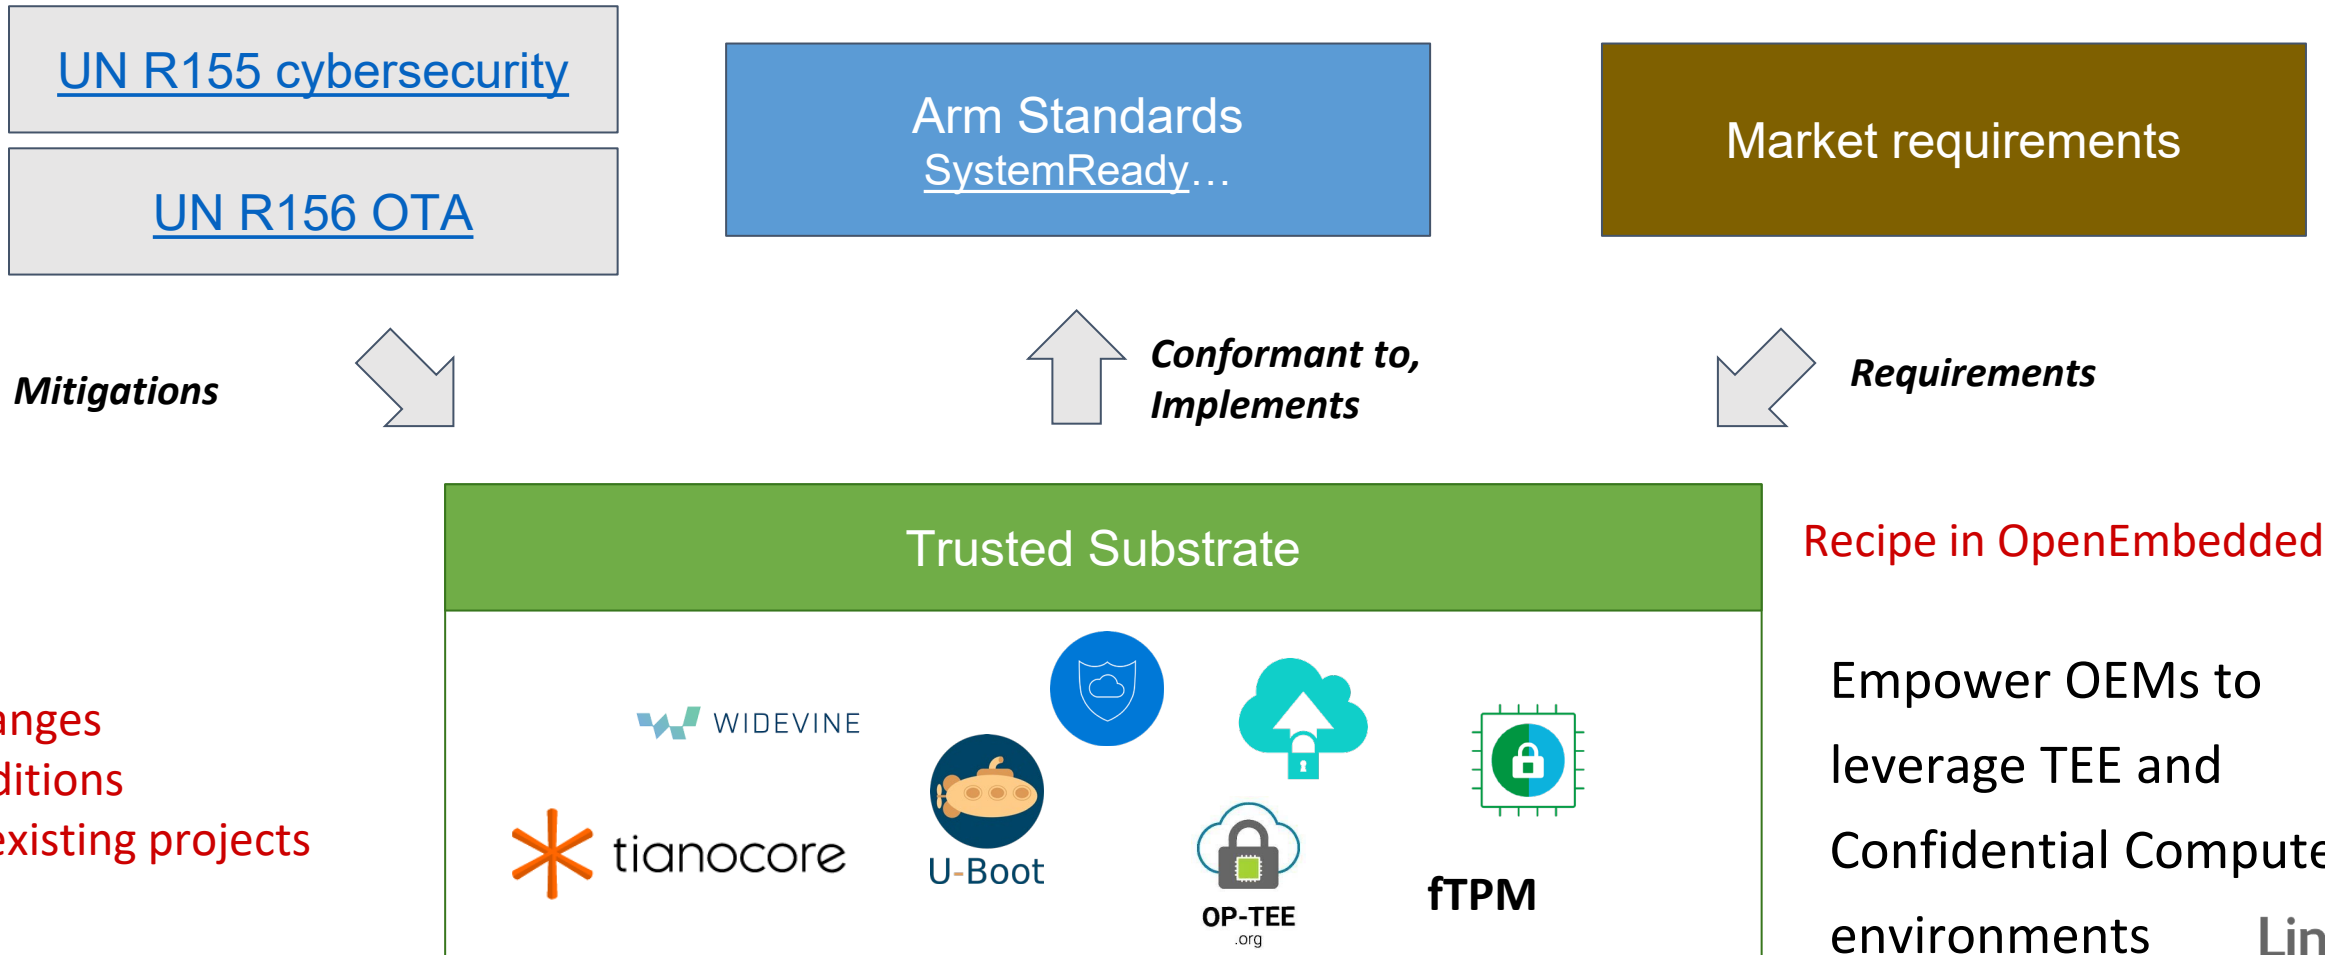 UN R155 cybersecurity
UN R156 OTA
Arm Standards
SystemReady...
Market requirements
Mitigations
Conformant to,
Implements
Requirements
Trusted Substrate
Recipe in OpenEmbedded
anges
ditions
existing projects
WIDEVINE
tianocore
U-Boot
OP-TEE
.org
fTPM
Empower OEMs to
leverage TEE and
Confidential Compute
environments
Lin